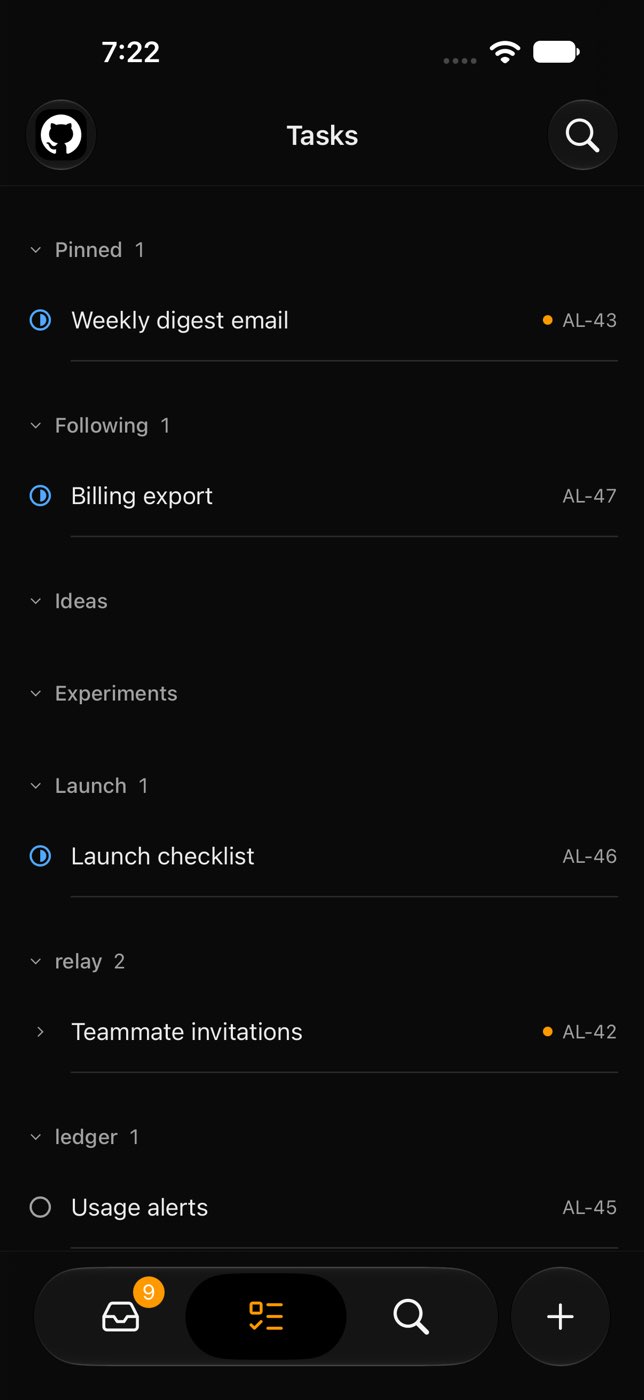 7:22
Tasks
Pinned 1
Weekly digest email AL-43
Following 1
Billing export AL-47
Ideas
Experiments
Launch 1
Launch checklist AL-46
relay 2
Teammate invitations AL-42
ledger 1
Usage alerts AL-45
9